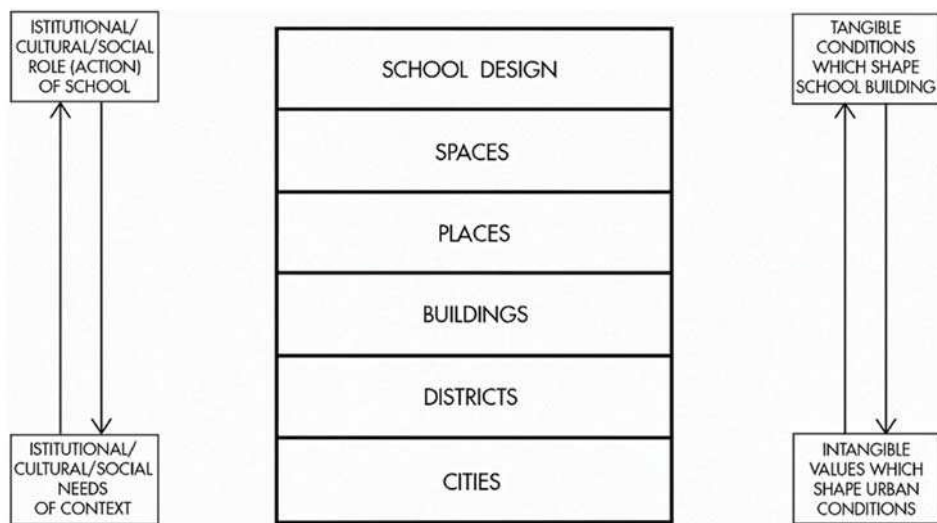 ISTITUTIONAL/
CULTURAL/SOCIAL
ROLE (ACTION)
OF SCHOOL
ISTITUTIONAL/
CULTURAL/SOCIAL
NEEDS
OF CONTEXT
SCHOOL DESIGN
SPACES
PLACES
BUILDINGS
DISTRICTS
CITIES
TANGIBLE
CONDITIONS
WHICH SHAPE
SCHOOL BUILDING
INTANGIBLE
VALUES WHICH
SHAPE URBAN
CONDITIONS